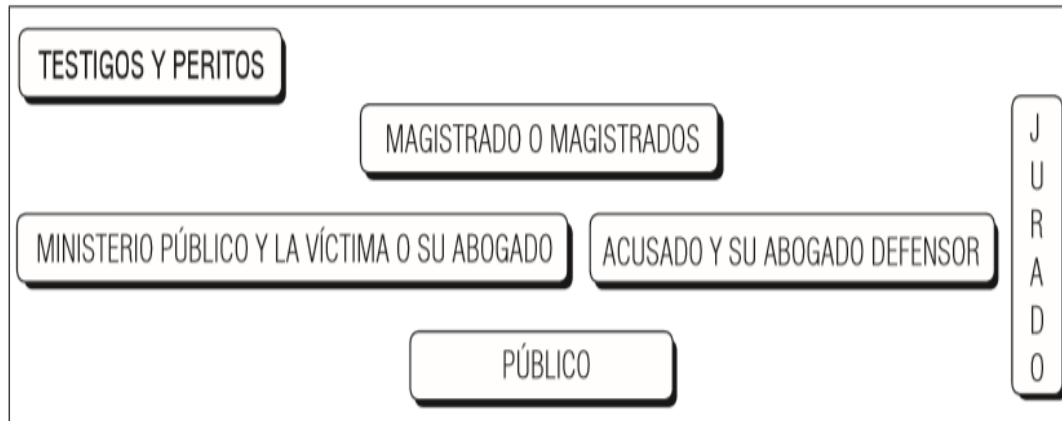 TESTIGOS Y PERITOS
MAGISTRADO O MAGISTRADOS
MINISTERIO PÚBLICO Y LA VÍCTIMA O SU ABOGADO
ACUSADO Y SU ABOGADO DEFENSOR
PÚBLICO
JURADO